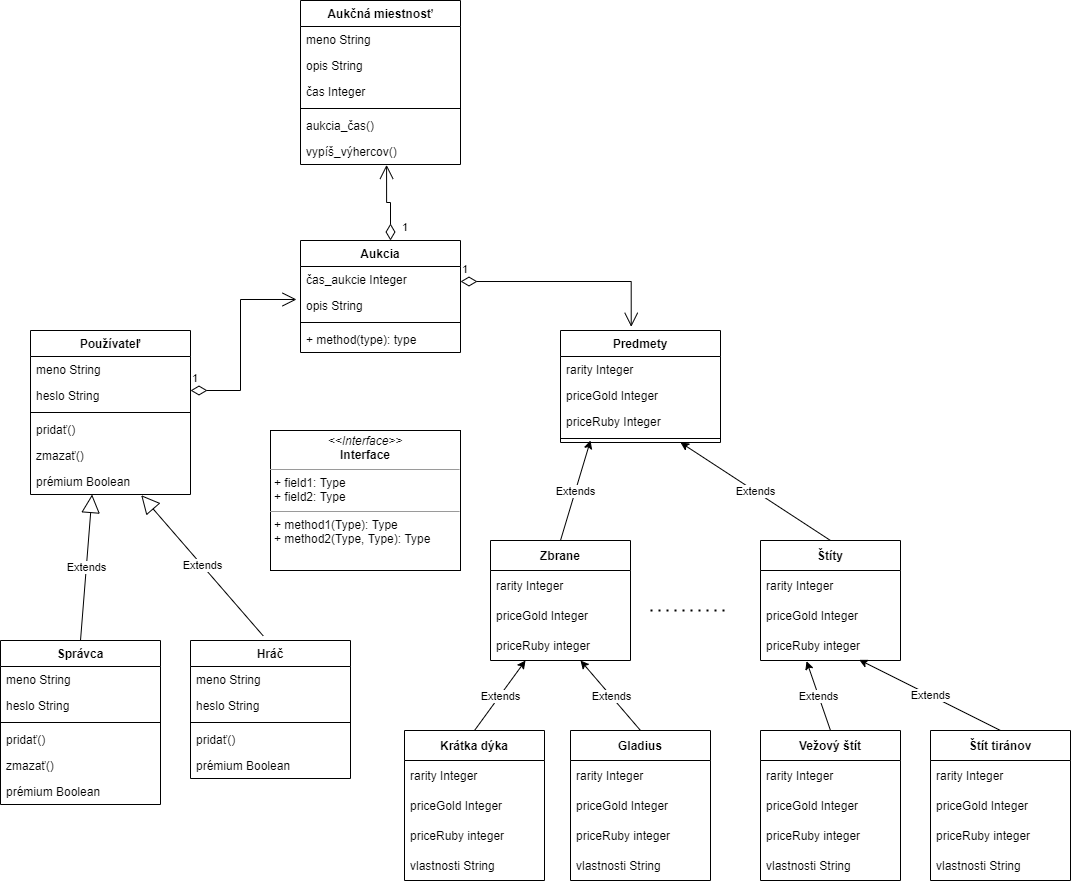 Aukčná miestnosť
meno String
opis String
čas Integer
aukcia_čas()
vypíš_výhercov()
1
Aukcia
čas_aukcie Integer
opis String
+ method(type): type
1
Používateľ
meno String
heslo String
pridať()
zmazať()
prémium Boolean
1
<<Interface>>
Interface
+ field1: Type
+ field2: Type
+ method1(Type): Type
+ method2(Type, Type): Type
Predmety
rarity Integer
priceGold Integer
priceRuby Integer
Extends
Extends
Extends
Extends
Zbrane
rarity Integer
priceGold Integer
priceRuby integer
..........
Štíty
rarity Integer
priceGold Integer
priceRuby integer
Správca
meno String
heslo String
pridať()
zmazať()
prémium Boolean
Hráč
meno String
heslo String
pridať()
prémium Boolean
Extends
Extends
Extends
Extends
Krátka dýka
rarity Integer
priceGold Integer
priceRuby integer
vlastnosti String
Gladius
rarity Integer
priceGold Integer
priceRuby integer
vlastnosti String
Vežový štít
rarity Integer
priceGold Integer
priceRuby integer
vlastnosti String
Štít tiránov
rarity Integer
priceGold Integer
priceRuby integer
vlastnosti String